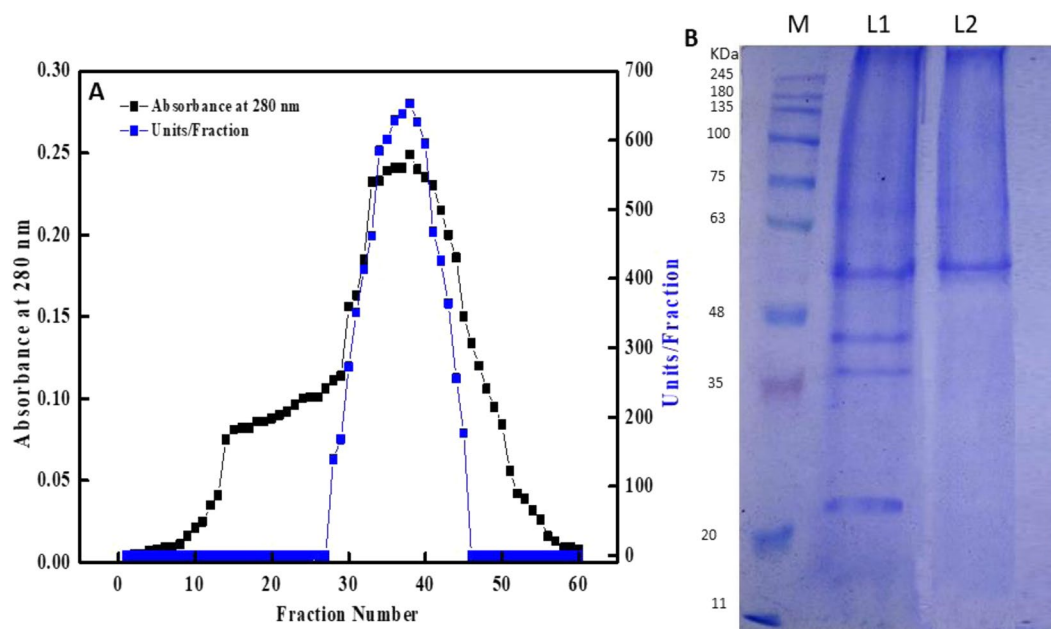 A
Absorbance at 280 nm
Units/Fraction
0.30
0.25
0.20
0.15
0.10
0.05
0.00
Absorbance at 280 nm
700
600
500
400
300
200
100
0
Units/Fraction
0 10 20 30 40 50 60
Fraction Number
B
M L1 L2
KDa
245
180
135
100
75
63
48
35
20
11